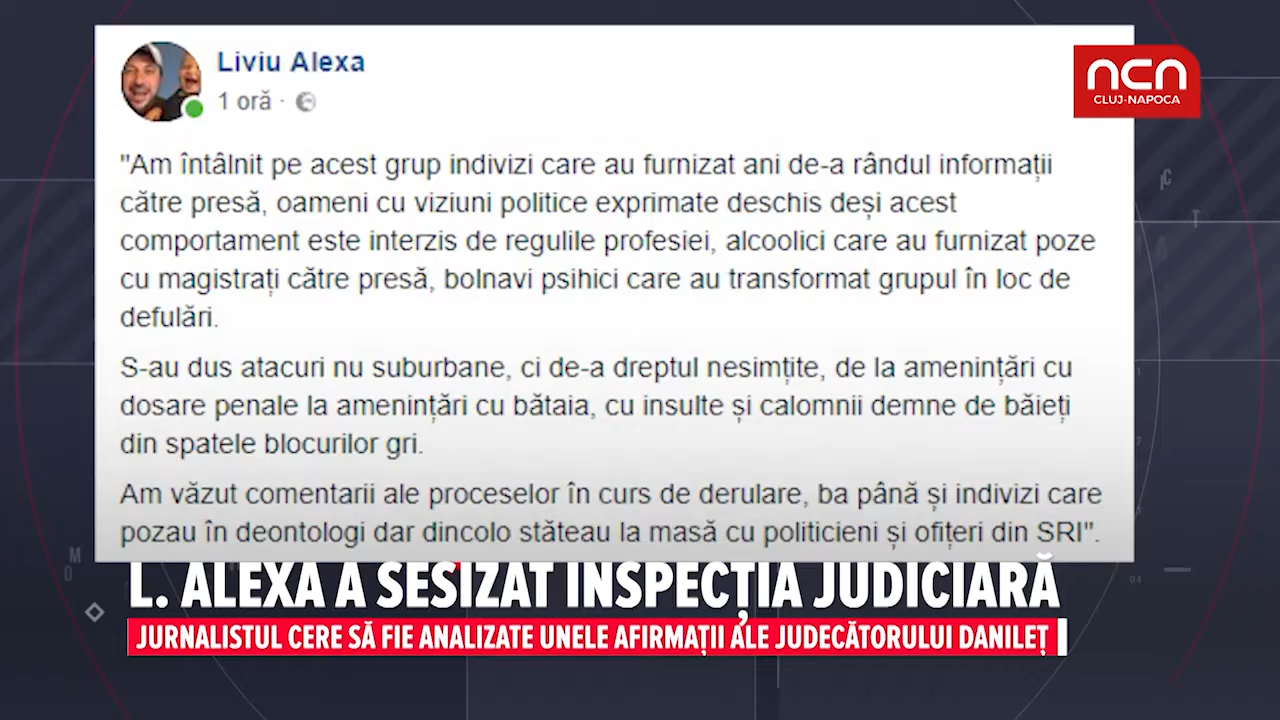 Liviu Alexa
1 oră ·
ncn
CLUJ-NAPOCA
"Am întâlnit pe acest grup indivizi care au furnizat ani de-a rândul informații
către presă, oameni cu viziuni politice exprimate deschis deși acest
comportament este interzis de regulile profesiei, alcoolici care au furnizat poze
cu magistrați către presă, bolnavi psihici care au transformat grupul în loc de
defulări.
S-au dus atacuri nu suburbane, ci de-a dreptul nesimțite, de la amenințări cu
dosare penale la amenințări cu bătaia, cu insulte și calomnii demne de băieți
din spatele blocurilor gri.
Am văzut comentarii ale proceselor în curs de derulare, ba până și indivizi care
pozau în deontologi dar dincolo stăteau la masă cu politicieni și ofițeri din SRI".
L. ALEXA A SESIZAT INSPECȚIA JUDICIARĂ
JURNALISTUL CERE SĂ FIE ANALIZATE UNELE AFIRMAȚII ALE JUDECĂTORULUI DANILEȚ